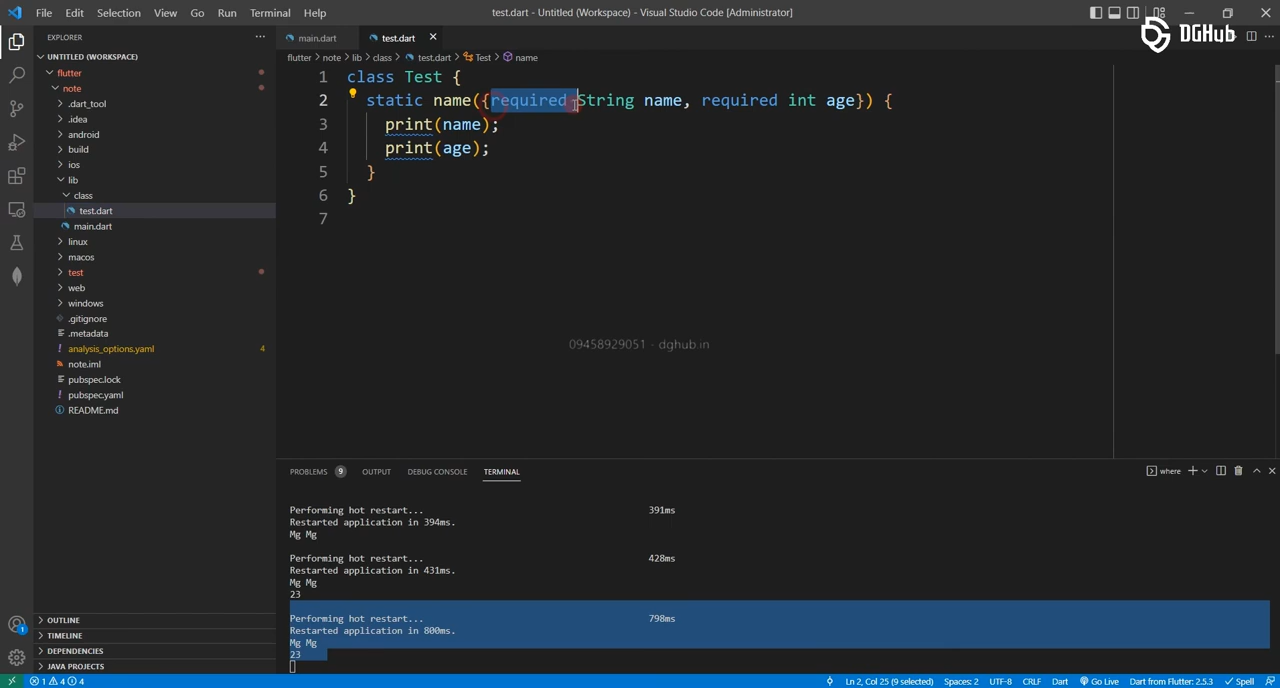 File Edit Selection View Go Run Terminal Help
test.dart - Untitled (Workspace) - Visual Studio Code [Administrator]
DGHub
EXPLORER
UNTITLED (WORKSPACE)
flutter
note
.dart_tool
.idea
android
build
ios
lib
class
test.dart
main.dart
linux
macos
test
web
windows
.gitignore
.metadata
! analysis_options.yaml 4
note.iml
pubspec.lock
! pubspec.yaml
README.md
OUTLINE
TIMELINE
DEPENDENCIES
JAVA PROJECTS
main.dart test.dart
flutter > note > lib > class > test.dart > Test > name
1 class Test {
2 static name({required String name, required int age}) {
3 print(name);
4 print(age);
5 }
6 }
7
09458929051 - dghub.in
PROBLEMS 9 OUTPUT DEBUG CONSOLE TERMINAL
where
Performing hot restart... 391ms
Restarted application in 394ms.
Mg Mg
Performing hot restart... 428ms
Restarted application in 431ms.
Mg Mg
23
Performing hot restart... 798ms
Restarted application in 800ms.
Mg Mg
23
1
1 4 4
Ln 2, Col 25 (9 selected) Spaces: 2 UTF-8 CRLF Dart Go Live Dart from Flutter: 2.5.3 Spell